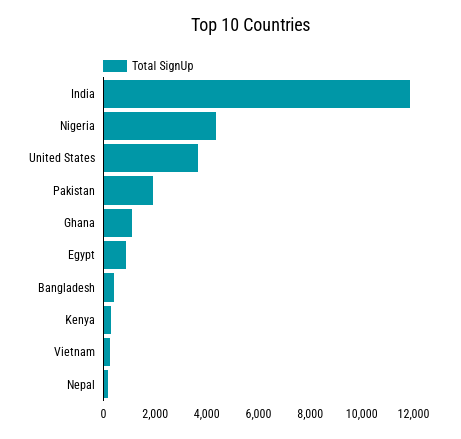 Top 10 Countries
Total SignUp
India
Nigeria
United States
Pakistan
Ghana
Egypt
Bangladesh
Kenya
Vietnam
Nepal
0 2,000 4,000 6,000 8,000 10,000 12,000